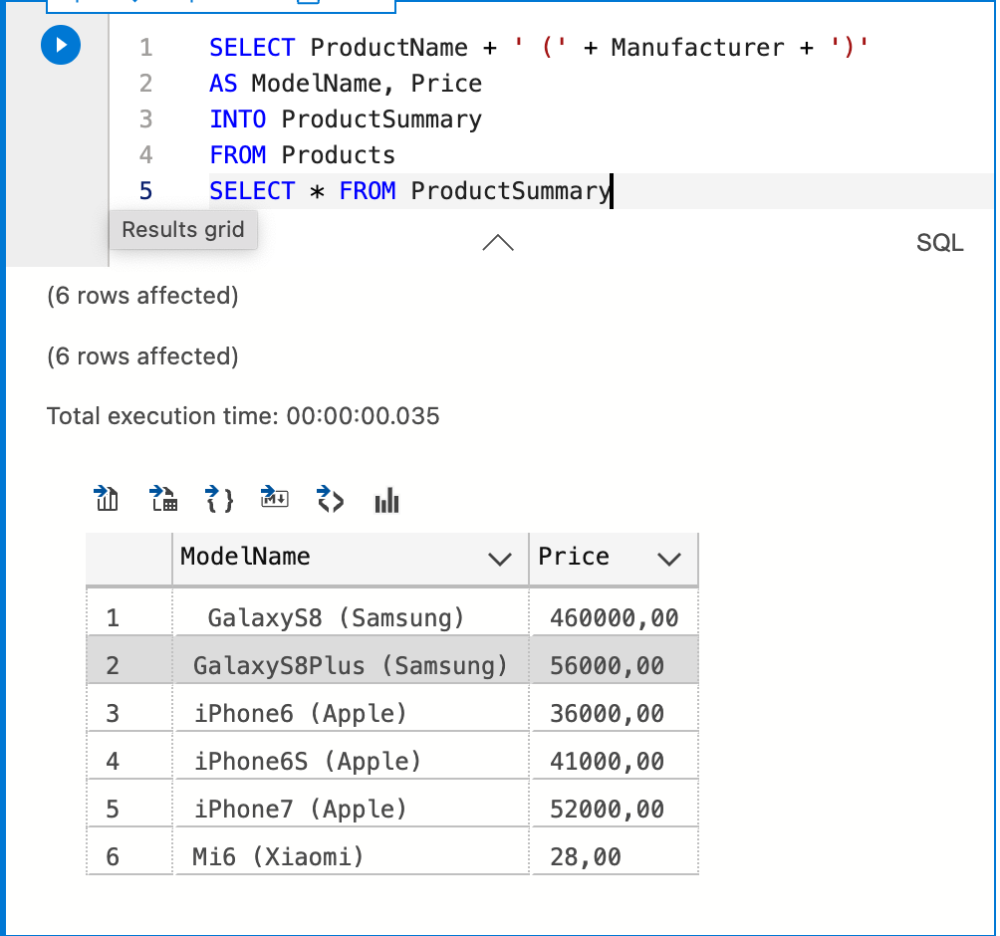 1 SELECT ProductName + ' (' + Manufacturer + ')'
2 AS ModelName, Price
3 INTO ProductSummary
4 FROM Products
5 SELECT * FROM ProductSummary
Results grid
SQL
(6 rows affected)
(6 rows affected)
Total execution time: 00:00:00.035
M↓
ModelName Price
1 GalaxyS8 (Samsung) 460000,00
2 GalaxyS8Plus (Samsung) 56000,00
3 iPhone6 (Apple) 36000,00
4 iPhone6S (Apple) 41000,00
5 iPhone7 (Apple) 52000,00
6 Mi6 (Xiaomi) 28,00